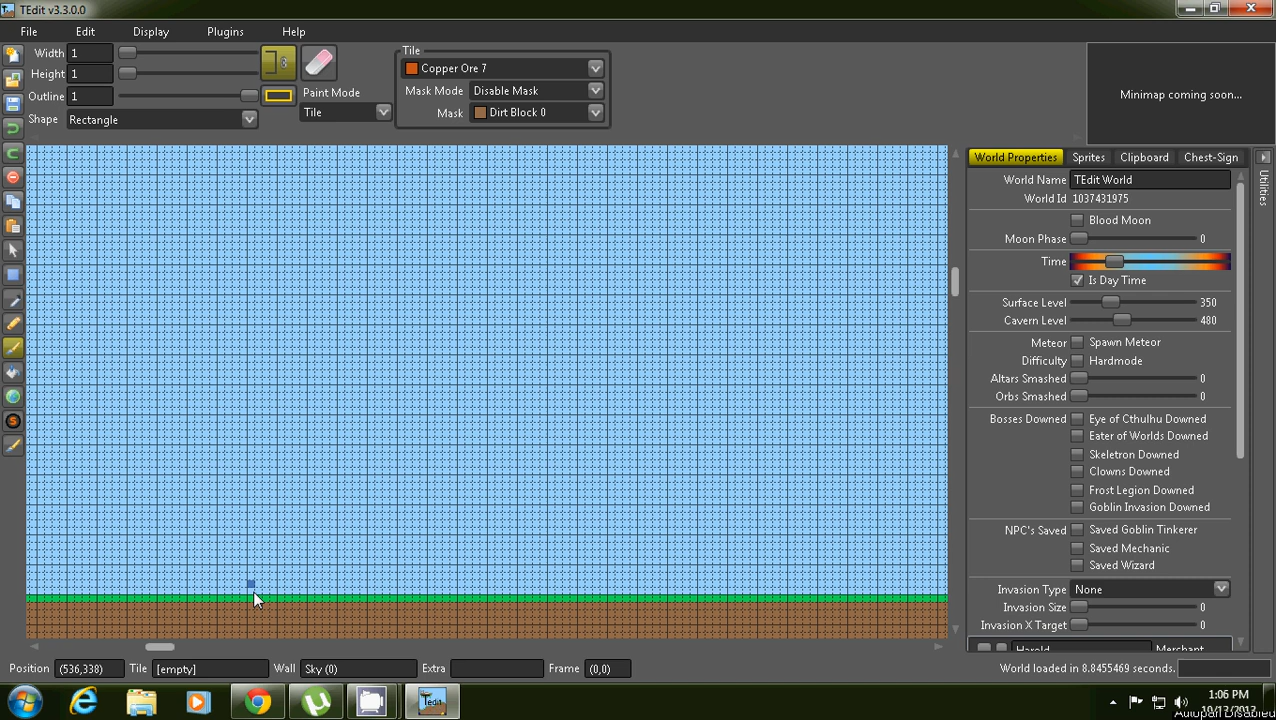 TEdit v3.3.0.0
File Edit Display Plugins Help
Width 1
Height 1
Outline 1
Shape Rectangle
Paint Mode
Tile
Tile
Copper Ore 7
Mask Mode Disable Mask
Mask Dirt Block 0
Minimap coming soon...
World Properties Sprites Clipboard Chest-Sign
Utilities
World Name TEdit World
World Id 1037431975
Blood Moon
Moon Phase 0
Time
Is Day Time
Surface Level 350
Cavern Level 480
Meteor Spawn Meteor
Difficulty Hardmode
Altars Smashed 0
Orbs Smashed 0
Bosses Downed Eye of Cthulhu Downed
Eater of Worlds Downed
Skeletron Downed
Clowns Downed
Frost Legion Downed
Goblin Invasion Downed
NPC's Saved Saved Goblin Tinkerer
Saved Mechanic
Saved Wizard
Invasion Type None
Invasion Size 0
Invasion X Target 0
Harold Merchant
Position (536,338) Tile [empty] Wall Sky (0) Extra Frame (0,0) World loaded in 8.8455469 seconds.
TEdit
1:06 PM
Autopan Disabled